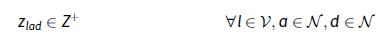 z_{lad} ∈ Z^+ ∀l ∈ 𝒱, a ∈ 𝒩, d ∈ 𝒩